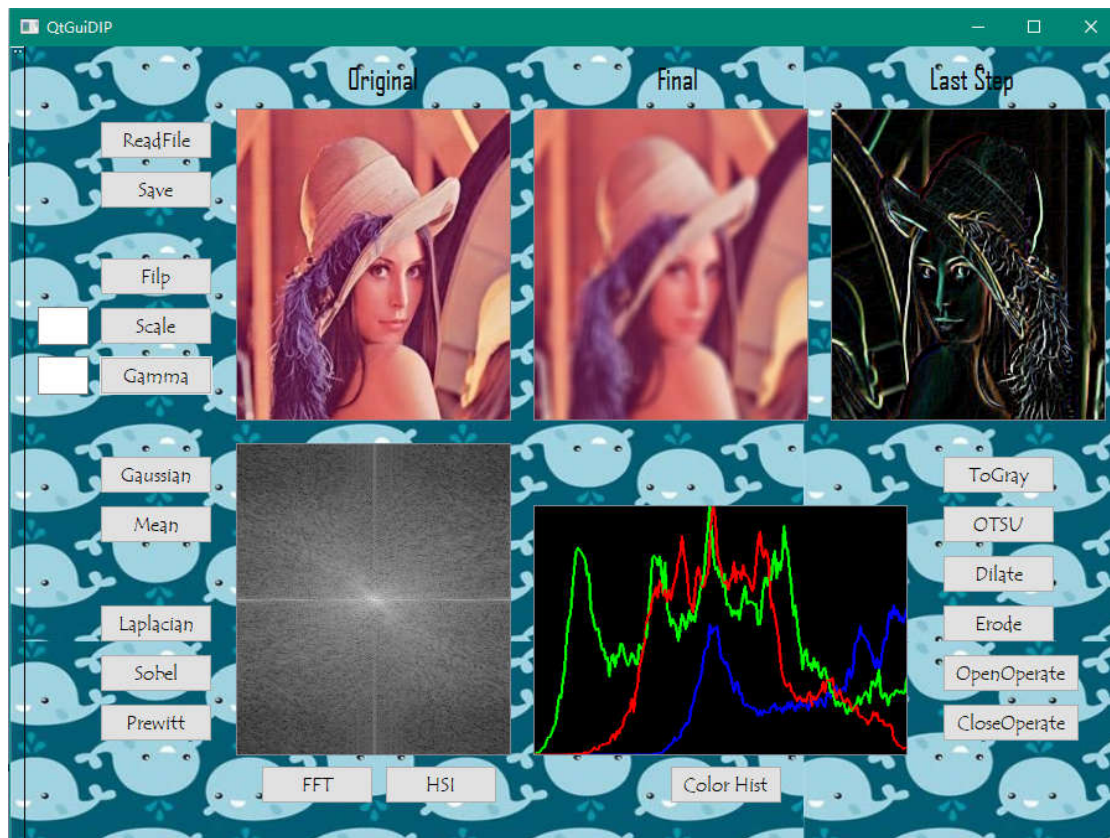 QtGuiDIP
Original
Final
Last Step
ReadFile
Save
Filp
Scale
Gamma
Gaussian
Mean
Laplacian
Sobel
Prewitt
ToGray
OTSU
Dilate
Erode
OpenOperate
CloseOperate
FFT
HSI
Color Hist